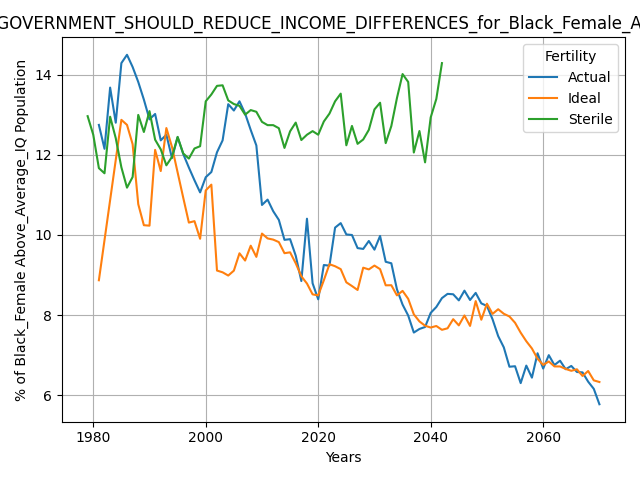 GOVERNMENT_SHOULD_REDUCE_INCOME_DIFFERENCES_for_Black_Female_A
% of Black_Female Above_Average_IQ Population
14
12
10
8
6
1980 2000 2020 2040 2060
Years
Fertility
Actual
Ideal
Sterile